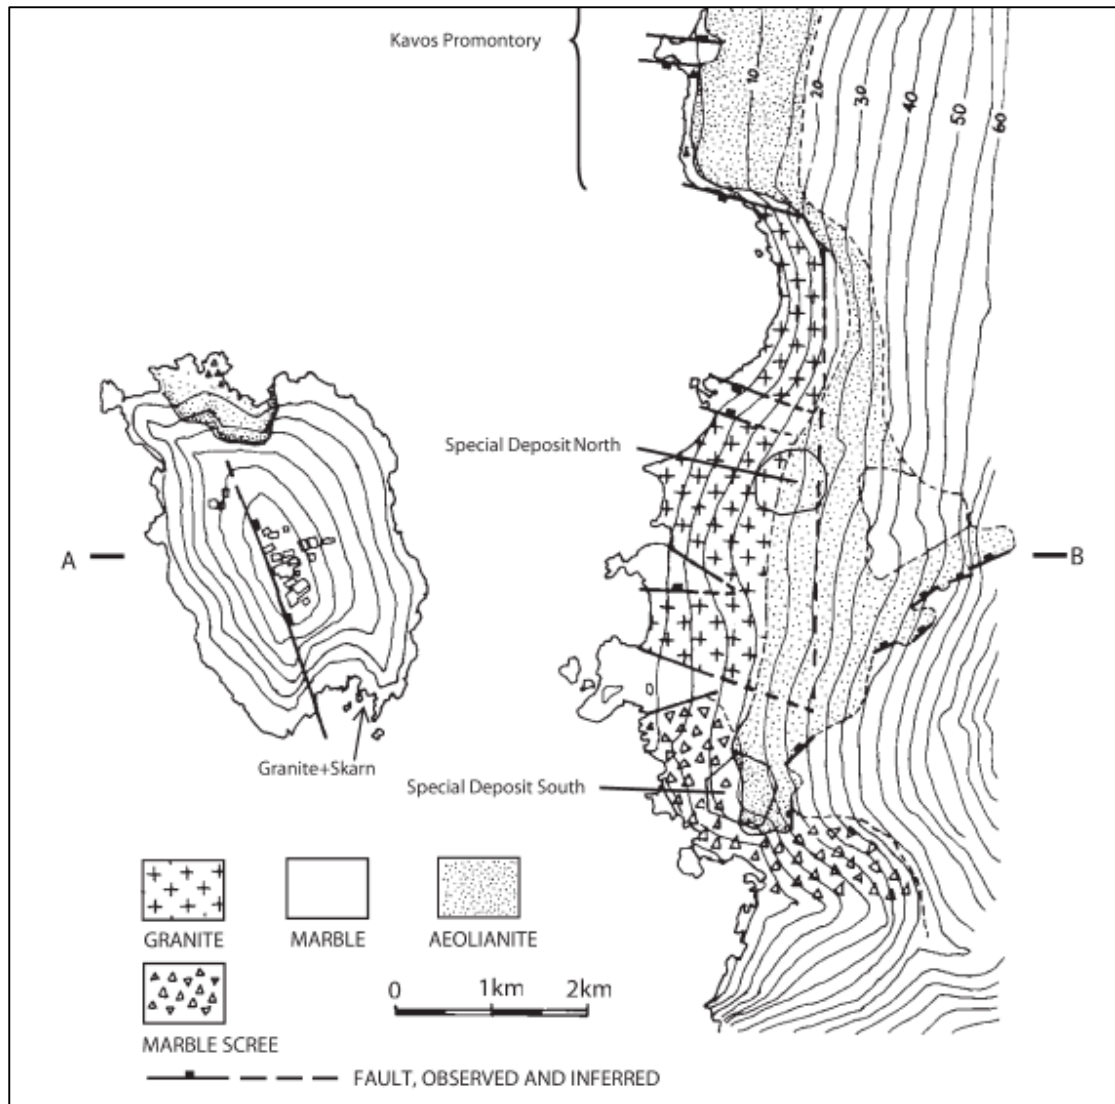 Kavos Promontory
10
20
30
40
50
60
Special Deposit North
A
B
Granite+Skarn
Special Deposit South
GRANITE
MARBLE
AEOLIANITE
MARBLE SCREE
0 1km 2km
FAULT, OBSERVED AND INFERRED